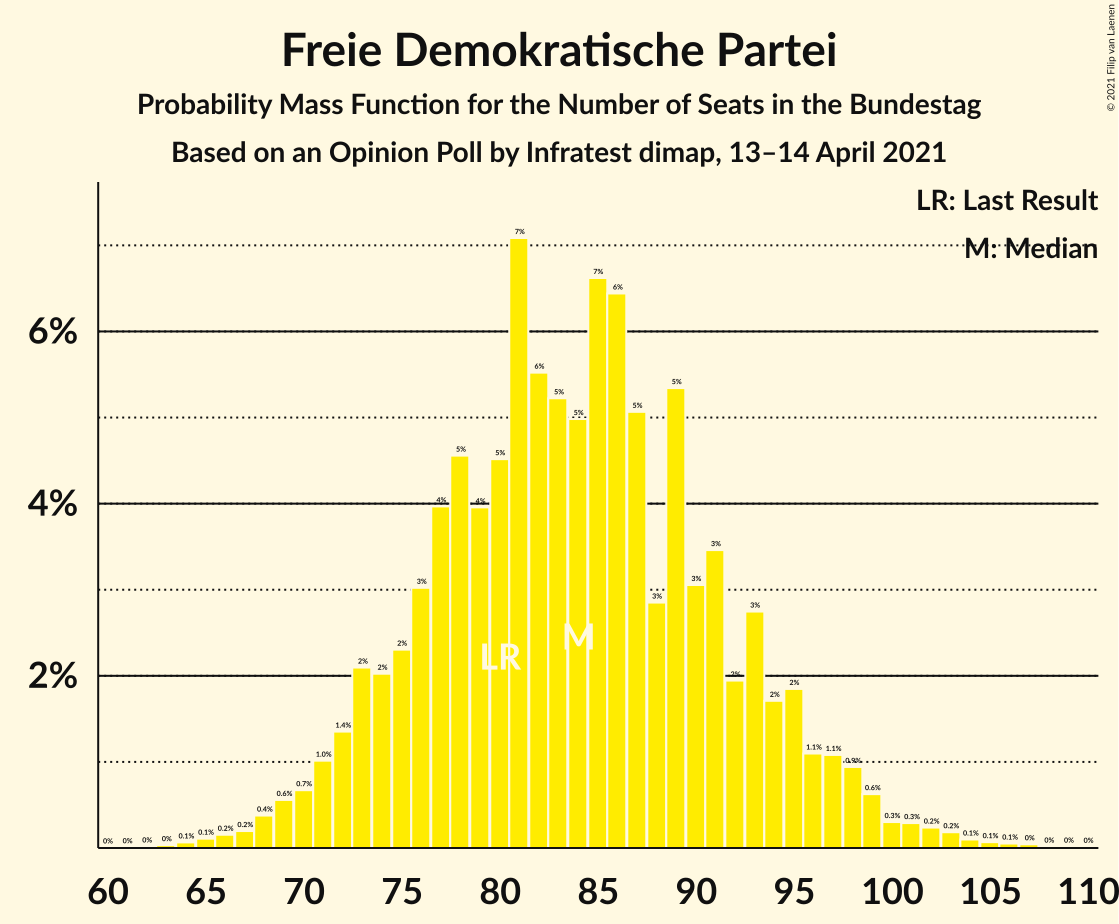 Freie Demokratische Partei
Probability Mass Function for the Number of Seats in the Bundestag
Based on an Opinion Poll by Infratest dimap, 13–14 April 2021
© 2021 Filip van Laenen
LR: Last Result
M: Median
6%
4%
2%
0% 0% 0% 0% 0.1% 0.1% 0.2% 0.2% 0.4% 0.6% 0.7% 1.0% 1.4% 2% 2% 2% 3% 4% 5% 4% 5% 7% 6% 5% 5% 7% 6% 5% 3% 5% 3% 3% 2% 3% 2% 2% 1.1% 1.1% 0.9% 0.6% 0.3% 0.3% 0.2% 0.2% 0.1% 0.1% 0.1% 0% 0% 0% 0%
LR M
60 65 70 75 80 85 90 95 100 105 110